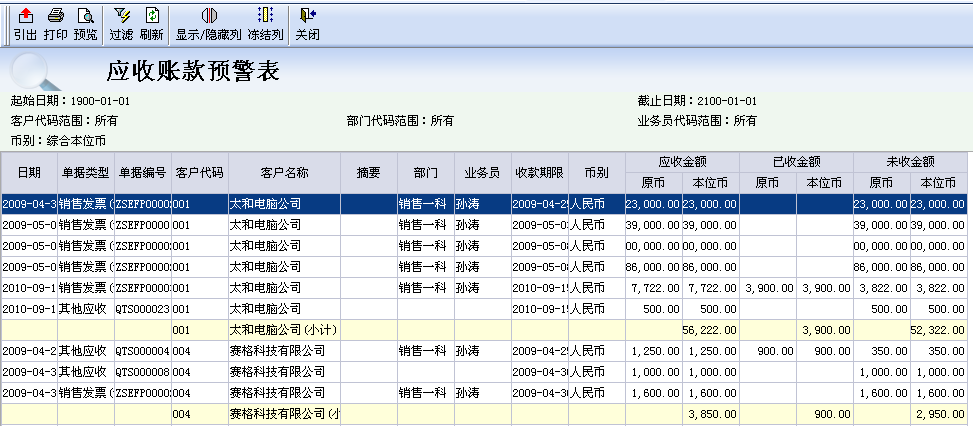 引出 打印 预览 过滤 刷新 显示/隐藏列 冻结列 关闭
应收账款预警表
起始日期：1900-01-01 截止日期：2100-01-01
客户代码范围：所有 部门代码范围：所有 业务员代码范围：所有
币别：综合本位币
日期 单据类型 单据编号 客户代码 客户名称 摘要 部门 业务员 收款期限 币别 应收金额 已收金额 未收金额
原币 本位币 原币 本位币 原币 本位币
2009-04-3 销售发票( ZSEFP0000 001 太和电脑公司 销售一科 孙涛 2009-04-25 人民币 23,000.00 23,000.00 23,000.00 23,000.00
2009-05-0 销售发票( ZSEFP0000 001 太和电脑公司 销售一科 孙涛 2009-05-0 人民币 39,000.00 39,000.00 39,000.00 39,000.00
2009-05-0 销售发票( ZSEFP0000 001 太和电脑公司 销售一科 孙涛 2009-05-0 人民币 00,000.00 00,000.00 00,000.00 00,000.00
2009-05-0 销售发票( ZSEFP0000 001 太和电脑公司 销售一科 孙涛 2009-05-0 人民币 86,000.00 86,000.00 86,000.00 86,000.00
2010-09-1 销售发票( ZSEFP0000 001 太和电脑公司 销售一科 孙涛 2010-09-15 人民币 7,722.00 7,722.00 3,900.00 3,900.00 3,822.00 3,822.00
2010-09-1 其他应收 QTS000023 001 太和电脑公司 2010-09-15 人民币 500.00 500.00 500.00 500.00
001 太和电脑公司(小计) 56,222.00 3,900.00 52,322.00
2009-04-2 其他应收 QTS000004 004 赛格科技有限公司 销售一科 孙涛 2009-04-25 人民币 1,250.00 1,250.00 900.00 900.00 350.00 350.00
2009-04-3 其他应收 QTS000008 004 赛格科技有限公司 2009-04-30 人民币 1,000.00 1,000.00 1,000.00 1,000.00
2009-04-3 销售发票( ZSEFP0000 004 赛格科技有限公司 销售一科 孙涛 2009-04-30 人民币 1,600.00 1,600.00 1,600.00 1,600.00
004 赛格科技有限公司(小 3,850.00 900.00 2,950.00